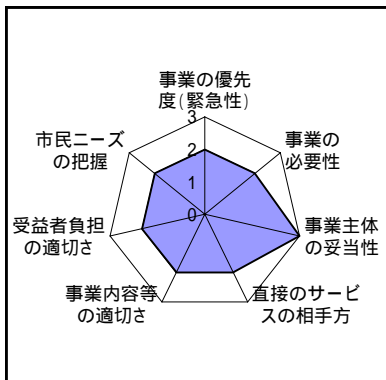 事業の優先
度(緊急性)
3
2
1
0
事業の
必要性
事業主体
の妥当性
直接のサービ
スの相手方
事業内容等
の適切さ
受益者負担
の適切さ
市民ニーズ
の把握